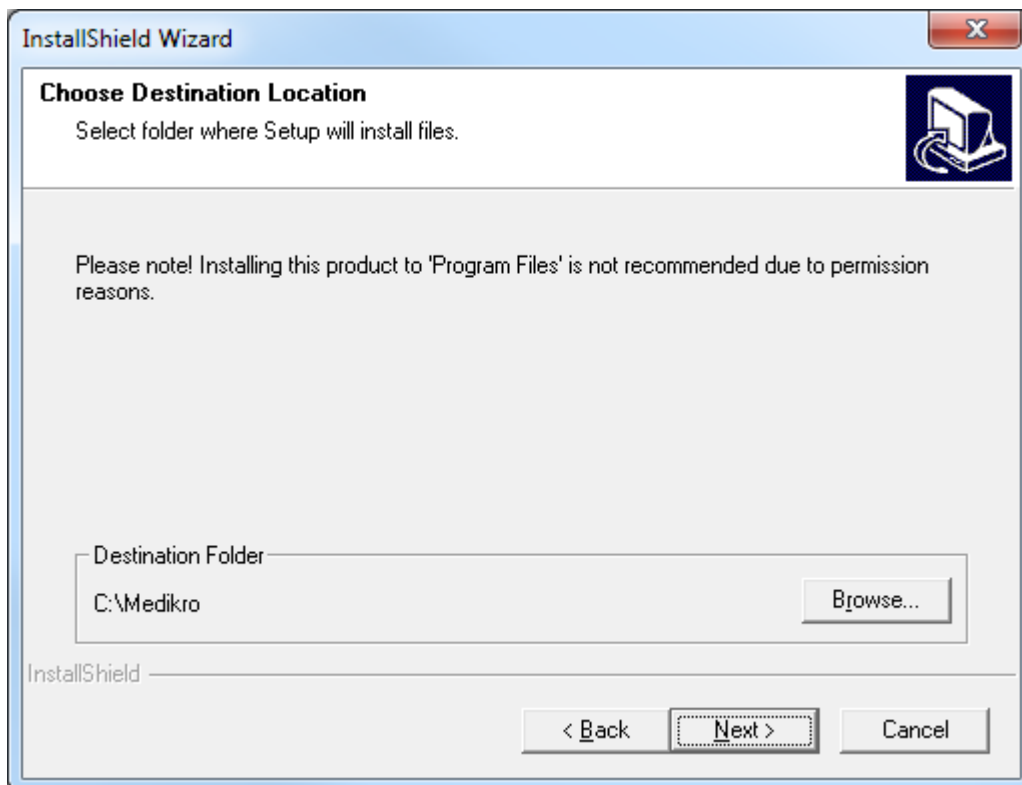 InstallShield Wizard
Choose Destination Location
Select folder where Setup will install files.
Please note! Installing this product to 'Program Files' is not recommended due to permission
reasons.
Destination Folder
C:\Medikro
Browse...
InstallShield
< Back
Next >
Cancel